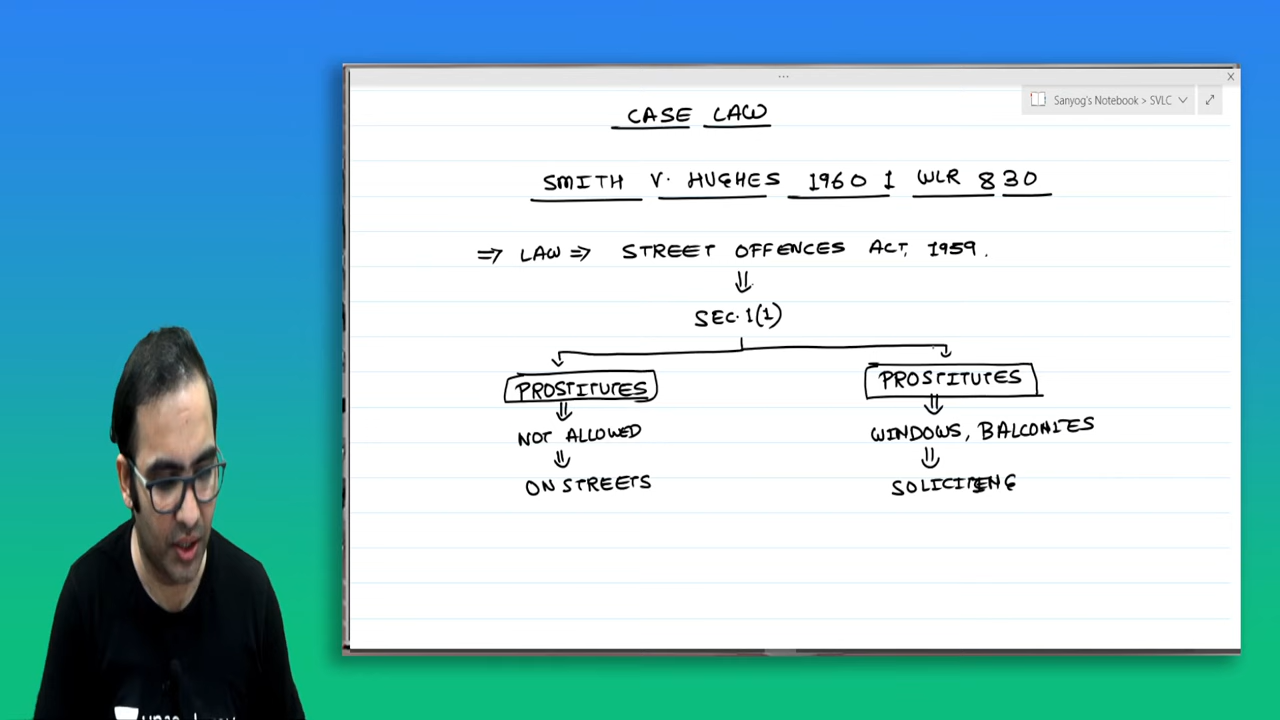 Sanyog's Notebook > SVLC
CASE LAW
SMITH V. HUGHES 1960 1 WLR 830
⇒ LAW ⇒ STREET OFFENCES ACT, 1959.
SEC. 1(1)
PROSTITUTES
NOT ALLOWED
ON STREETS
PROSTITUTES
WINDOWS, BALCONIES
SOLICITING